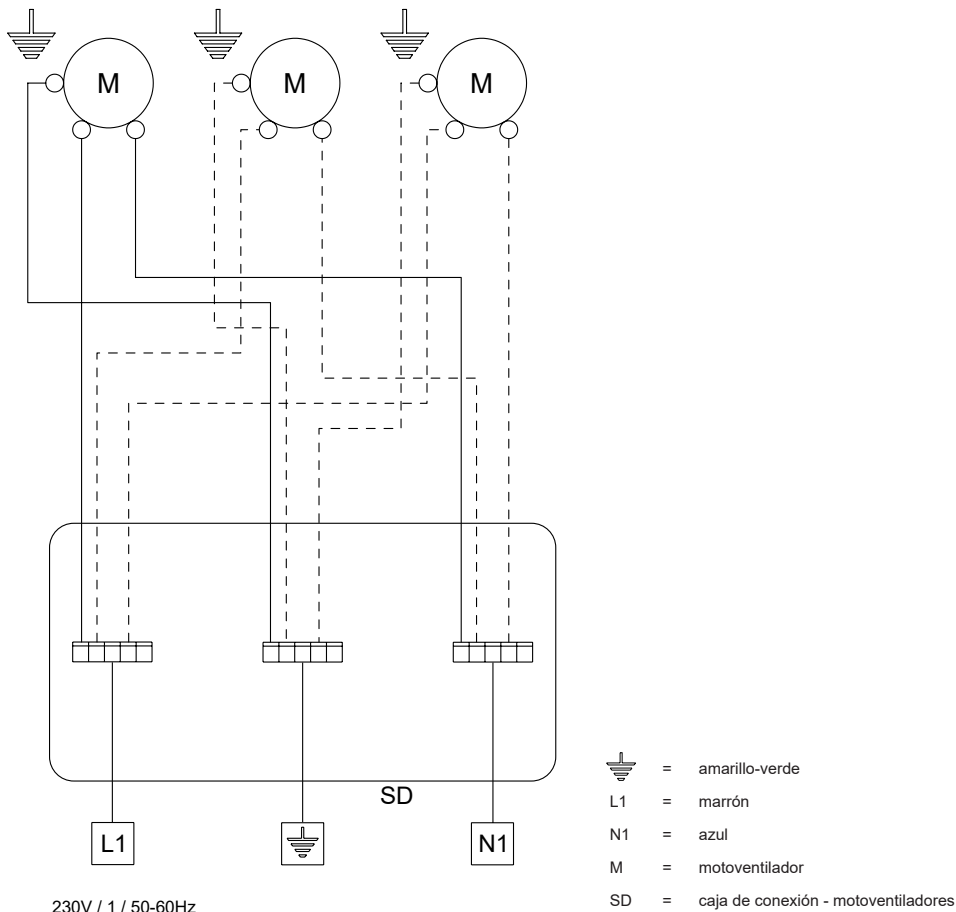 M M M
SD
L1 N1
230V / 1 / 50-60Hz
= amarillo-verde
L1 = marrón
N1 = azul
M = motoventilador
SD = caja de conexión - motoventiladores